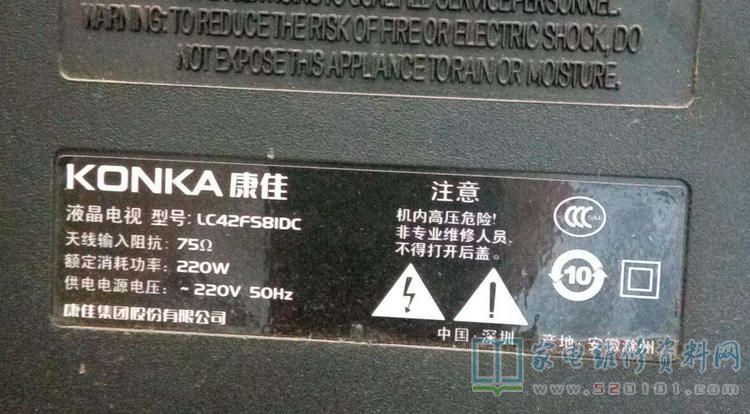 WARNING: TO REDUCE THE RISK OF FIRE OR ELECTRIC SHOCK, DO
NOT EXPOSE THIS APPLIANCE TO RAIN OR MOISTURE.
KONKA 康佳
液晶电视 型号: LC42FS81DC
天线输入阻抗: 75Ω
额定消耗功率: 220W
供电电源电压: ~220V 50Hz
康佳集团股份有限公司
注意
机内高压危险!
非专业维修人员,
不得打开后盖。
中国·深圳
CCC
10
产地: 安徽滁州
家电维修资料网
www.520101.com